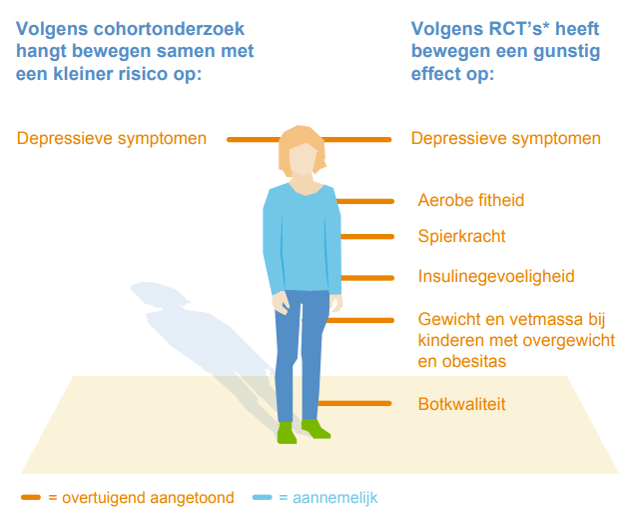 Volgens cohortonderzoek
hangt bewegen samen met
een kleiner risico op:
Volgens RCT's* heeft
bewegen een gunstig
effect op:
Depressieve symptomen
Depressieve symptomen
Aerobe fitheid
Spierkracht
Insulinegevoeligheid
Gewicht en vetmassa bij
kinderen met overgewicht
en obesitas
Botkwaliteit
= overtuigend aangetoond
= aannemelijk